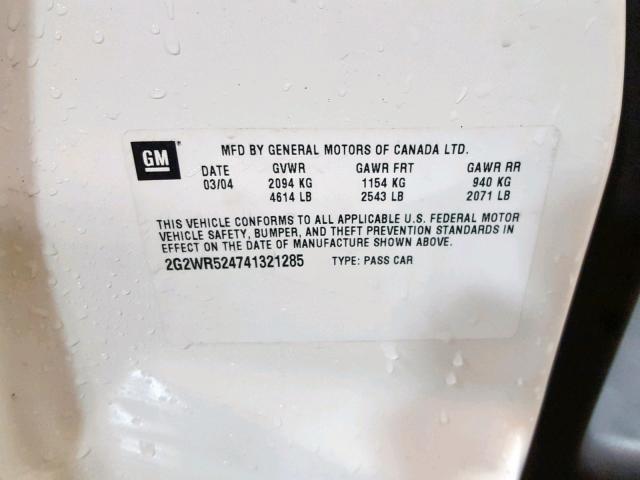 GM
MFD BY GENERAL MOTORS OF CANADA LTD.
DATE GVWR GAWR FRT GAWR RR
03/04 2094 KG 1154 KG 940 KG
4614 LB 2543 LB 2071 LB
THIS VEHICLE CONFORMS TO ALL APPLICABLE U.S. FEDERAL MOTOR
VEHICLE SAFETY, BUMPER, AND THEFT PREVENTION STANDARDS IN
EFFECT ON THE DATE OF MANUFACTURE SHOWN ABOVE.
2G2WR524741321285 TYPE: PASS CAR